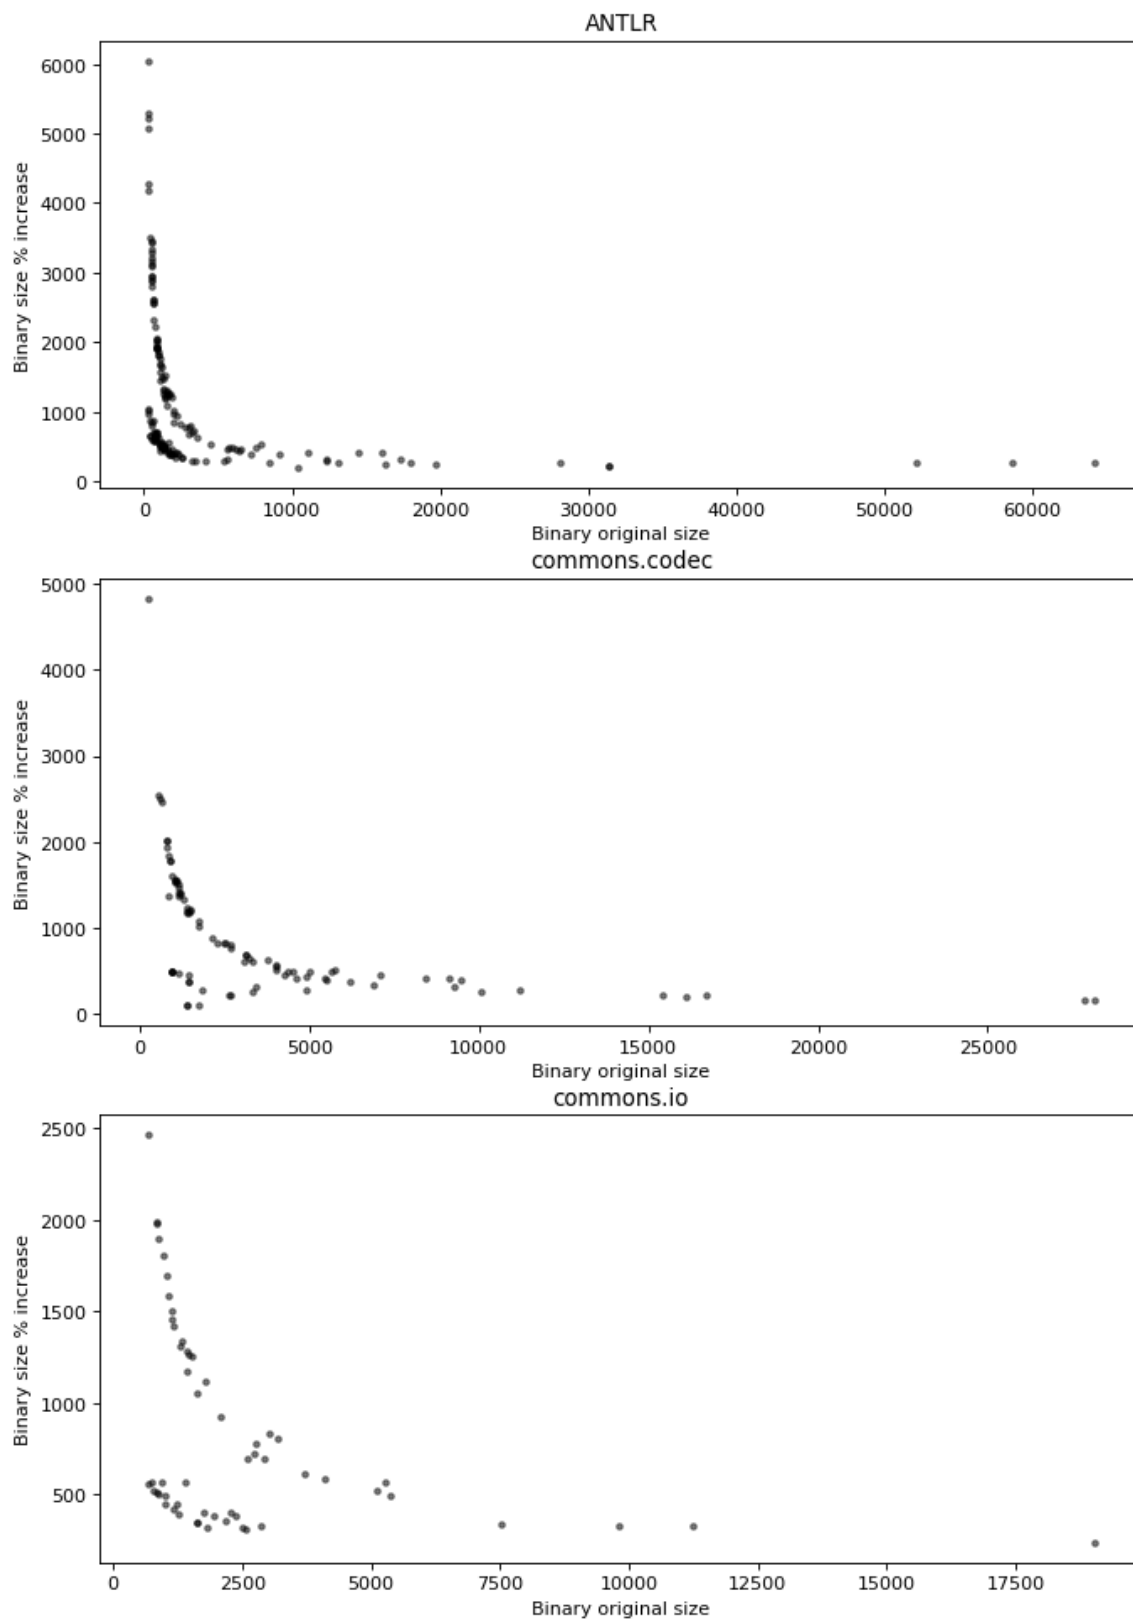 ANTLR
6000
5000
4000
3000
2000
1000
0
Binary size % increase
0 10000 20000 30000 40000 50000 60000
Binary original size
commons.codec
5000
4000
3000
2000
1000
0
Binary size % increase
0 5000 10000 15000 20000 25000
Binary original size
commons.io
2500
2000
1500
1000
500
Binary size % increase
0 2500 5000 7500 10000 12500 15000 17500
Binary original size